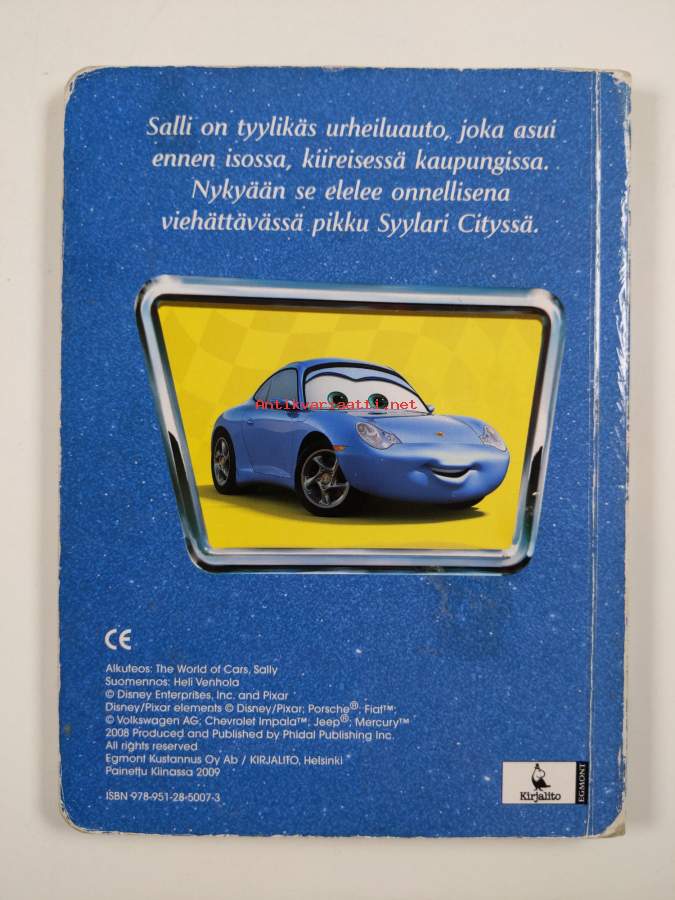 Salli on tyylikäs urheiluauto, joka asui
ennen isossa, kiireisessä kaupungissa.
Nykyään se elelee onnellisena
viehättävässä pikku Syylari Cityssä.
Antikvariaatit.net
CE
Alkuteos: The World of Cars, Sally
Suomennos: Heli Venhola
© Disney Enterprises, Inc. and Pixar
Disney/Pixar elements © Disney/Pixar; Porsche®; Fiat™;
© Volkswagen AG; Chevrolet Impala™; Jeep®; Mercury™
2008 Produced and Published by Phidal Publishing Inc.
All rights reserved
Egmont Kustannus Oy Ab / KIRJALITO, Helsinki
Painettu Kiinassa 2009
ISBN 978-951-28-5007-3
Kirjalito
EGMONT